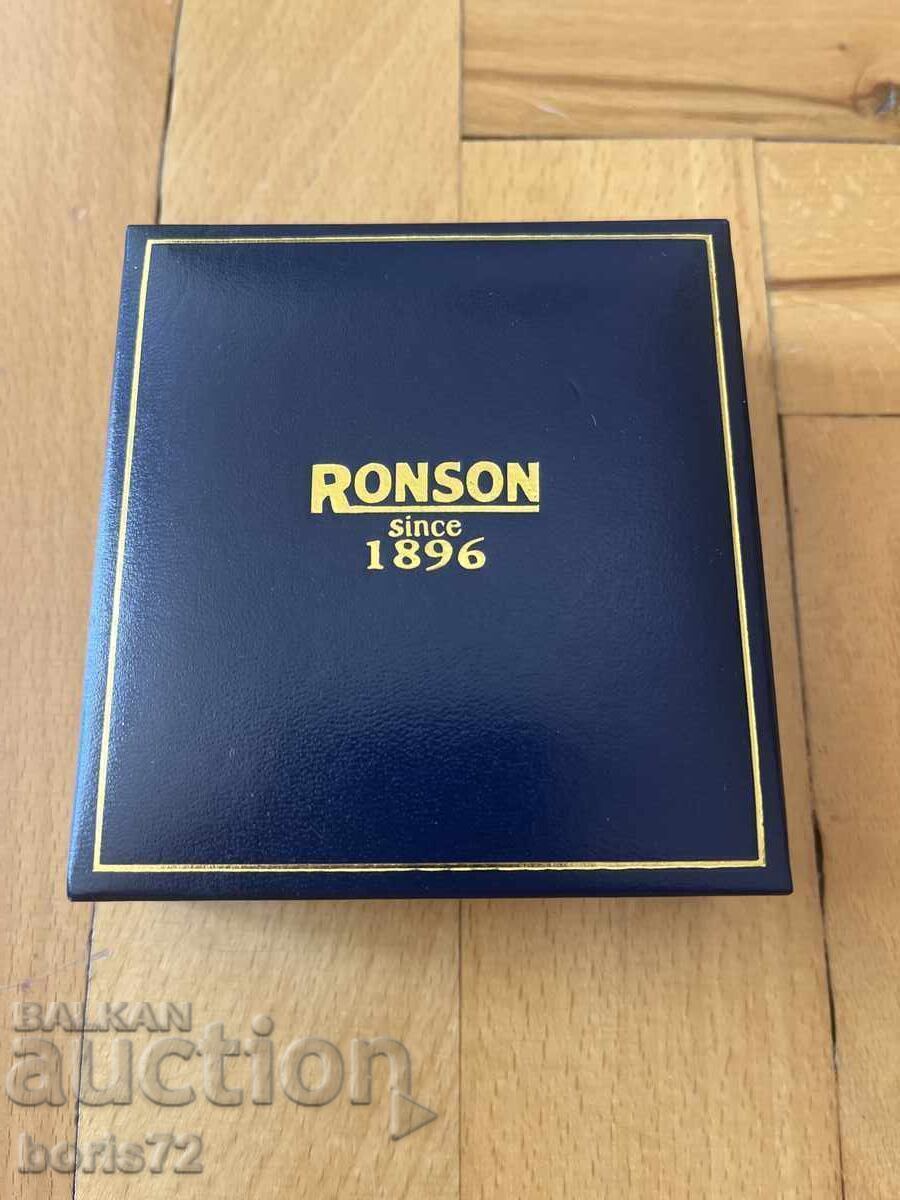 RONSON
since
1896
BALKAN
auction
boris72